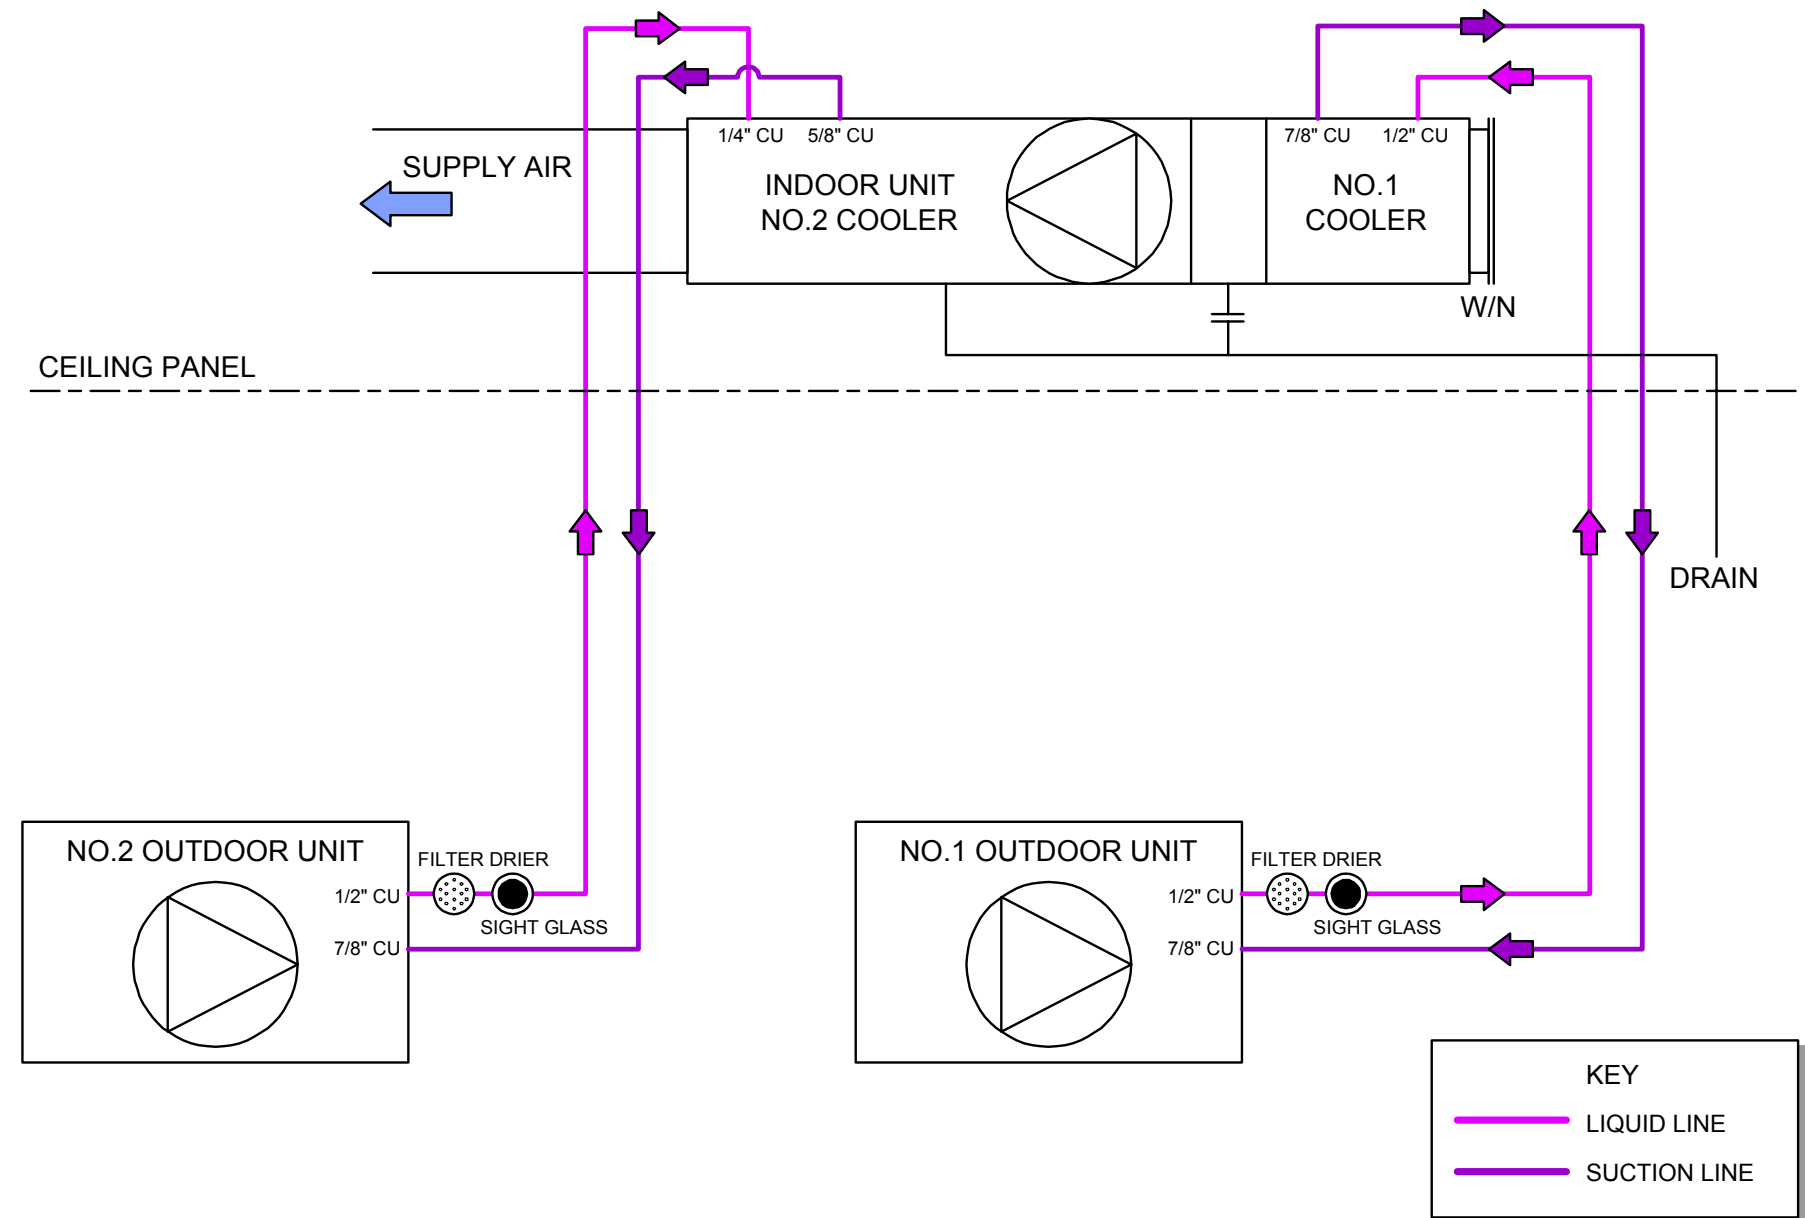 1/4" CU 5/8" CU
7/8" CU 1/2" CU
SUPPLY AIR
INDOOR UNIT
NO.2 COOLER
NO.1
COOLER
W/N
CEILING PANEL
DRAIN
NO.2 OUTDOOR UNIT
FILTER DRIER
1/2" CU
SIGHT GLASS
7/8" CU
NO.1 OUTDOOR UNIT
FILTER DRIER
1/2" CU
SIGHT GLASS
7/8" CU
KEY
LIQUID LINE
SUCTION LINE